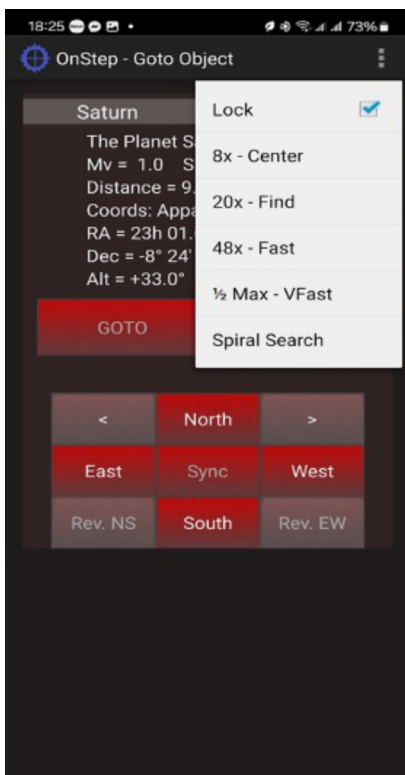 18:25
73%
OnStep - Goto Object
Saturn
The Planet S
Mv = 1.0 S
Distance = 9.
Coords: Appa
RA = 23h 01.
Dec = -8° 24'
Alt = +33.0°
GOTO
Lock
8x - Center
20x - Find
48x - Fast
½ Max - VFast
Spiral Search
< North >
East Sync West
Rev. NS South Rev. EW